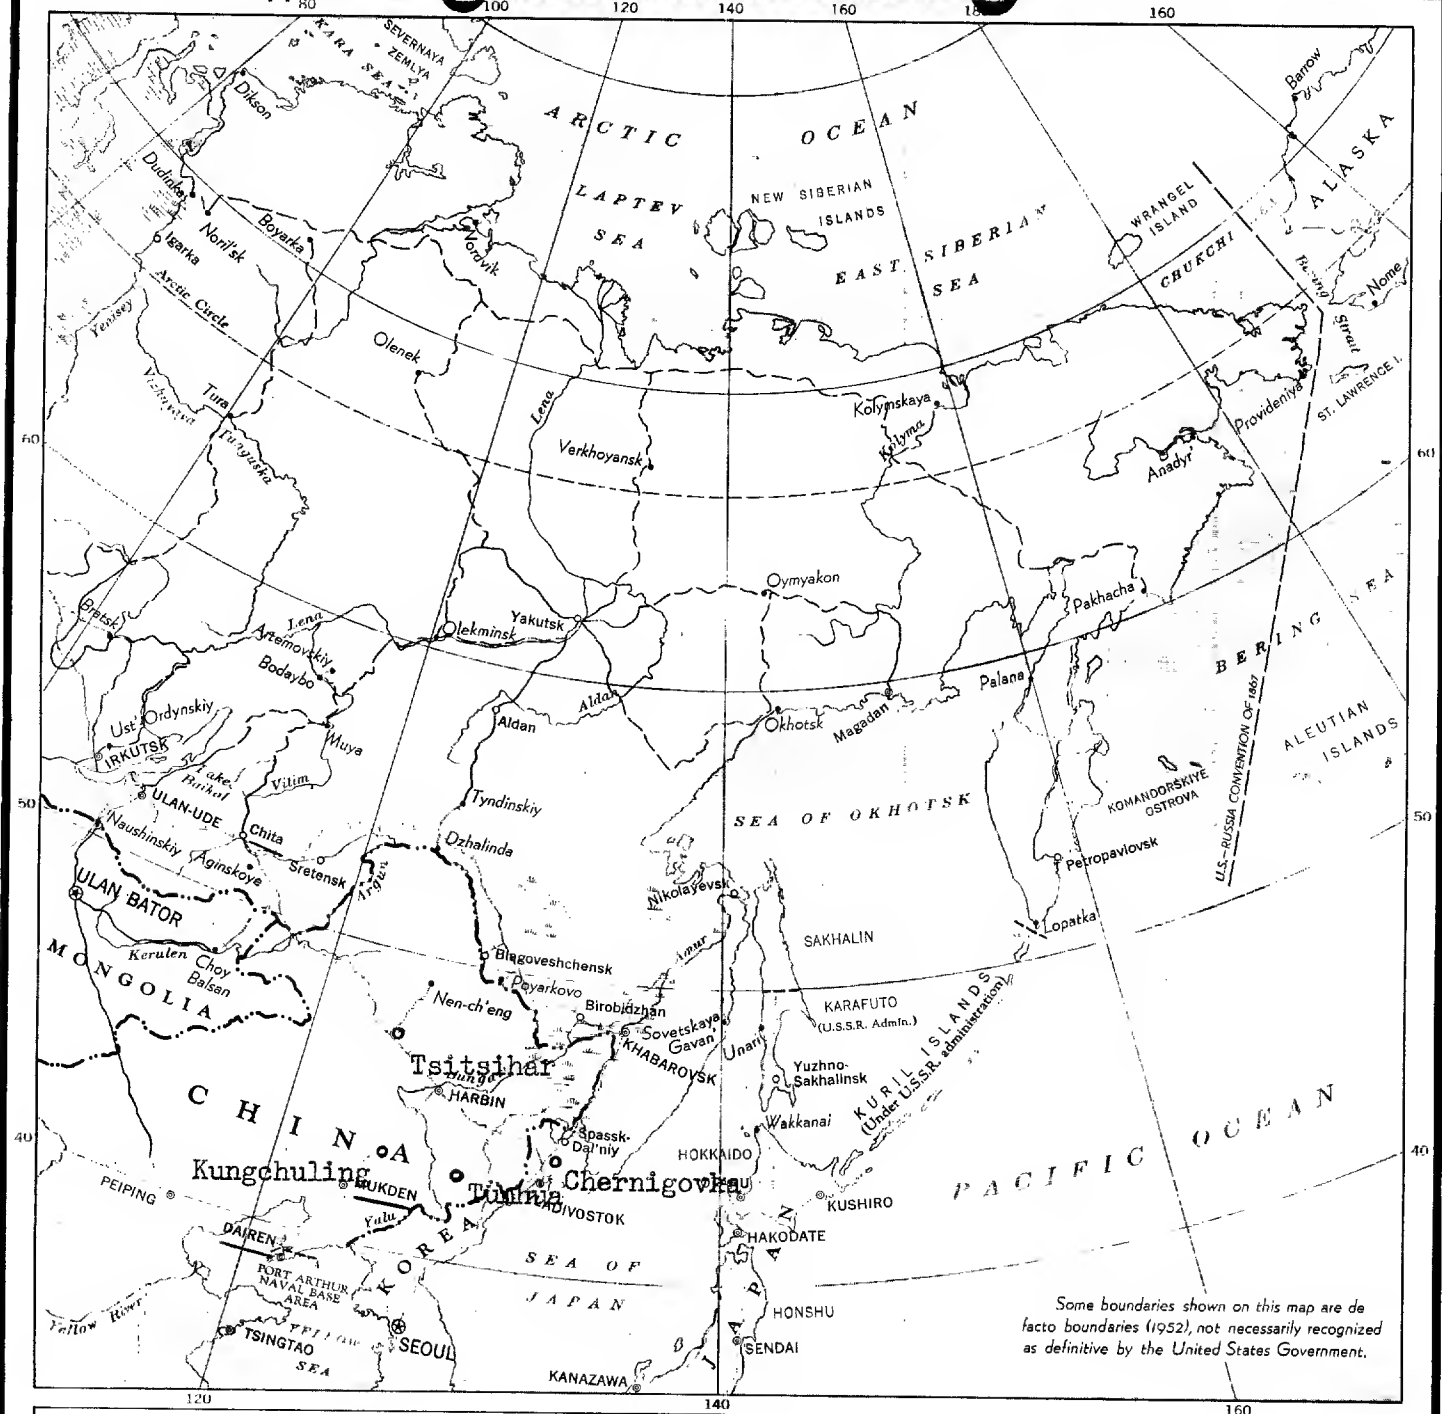 80
100
120
140
160
180
160
KARA SEA
SEVERNAYA
ZEMLYA
Dikson
ARCTIC OCEAN
Barrow
ALASKA
Dudinka
Noril'sk
Igarka
Boyarka
Nordvik
LAPTEV
SEA
NEW SIBERIAN
ISLANDS
EAST SIBERIAN
SEA
WRANGEL
ISLAND
CHUKCHI SEA
Bering
Strait
Nome
Arctic Circle
Yenisey
Olenek
Lena
Tura
Tunguska
Verkhoyansk
Kolymskaya
Kolyma
Provideniya
ST. LAWRENCE I.
Anadyr'
60
60
Bratsk
Lena
Artemovskiy
Bodaybo
Olekminsk
Yakutsk
Oymyakon
Pakhacha
BERING SEA
Palana
Ust' Ordynskiy
IRKUTSK
Lake
Baikal
Muya
Vitim
Aldan
Aldan
Okhotsk
Magadan
U.S.—RUSSIA CONVENTION OF 1867
ALEUTIAN
ISLANDS
ULAN-UDE
Tyndinskiy
SEA OF OKHOTSK
KOMANDORSKIYE
OSTROVA
50
50
Naushinskiy
Chita
Aginskoye
Sretensk
Argun
Dzhalinda
Petropavlovsk
ULAN BATOR
Nikolayevsk
Lopatka
MONGOLIA
Kerulen
Choy
Balsan
Blagoveshchensk
Amur
SAKHALIN
Nen-ch'eng
Poyarkovo
Birobidzhan
Sovetskaya
Gavan'
KARAFUTO
(U.S.S.R. Admin.)
KURIL ISLANDS
(Under U.S.S.R. administration)
Tsitsihar
KHABAROVSK
Unari
Yuzhno-
Sakhalinsk
HARBIN
CHINA
Spassk-
Dal'niy
Wakkanai
40
40
HOKKAIDO
PACIFIC OCEAN
Kungchuling
Chernigovka
PEIPING
MUKDEN
Tunhua
KUSHIRO
Yalu
HAKODATE
DAIREN
KOREA
SEA OF
JAPAN
JAPAN
PORT ARTHUR
NAVAL BASE
AREA
Yellow River
YELLOW
SEA
TSINGTAO
SEOUL
HONSHU
SENDAI
KANAZAWA
Some boundaries shown on this map are de
facto boundaries (1952), not necessarily recognized
as definitive by the United States Government.
120
140
160